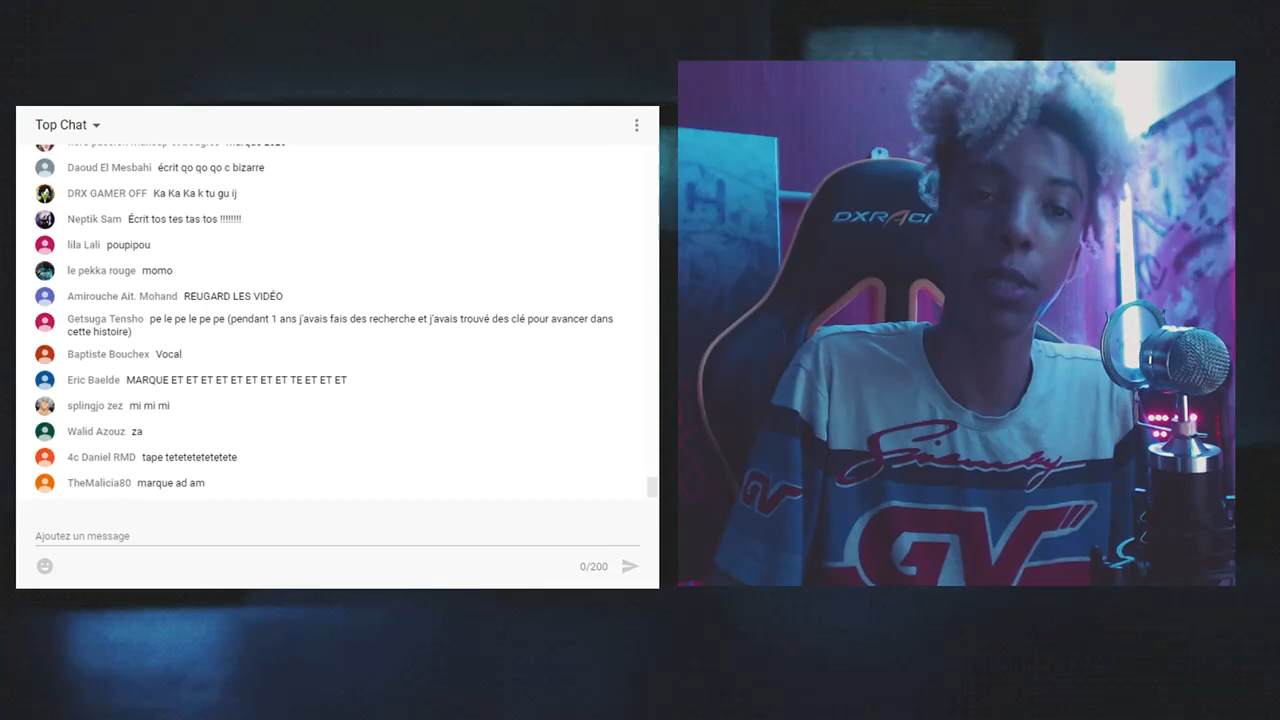 Top Chat
Daoud El Mesbahi écrit qo qo qo c bizarre
DRX GAMER OFF Ka Ka Ka k tu gu ij
Neptik Sam Écrit tos tes tas tos !!!!!!!!
lila Lali poupipou
le pekka rouge momo
Amirouche Ait. Mohand REUGARD LES VIDÉO
Getsuga Tensho pe le pe le pe pe (pendant 1 ans j'avais fais des recherche et j'avais trouvé des clé pour avancer dans
cette histoire)
Baptiste Bouchex Vocal
Eric Baelde MARQUE ET ET ET ET ET ET ET ET TE ET ET ET
splingjo zez mi mi mi
Walid Azouz za
4c Daniel RMD tape tetetetetetetete
TheMalicia80 marque ad am
Ajoutez un message
0/200
DXRAC
GV
GV